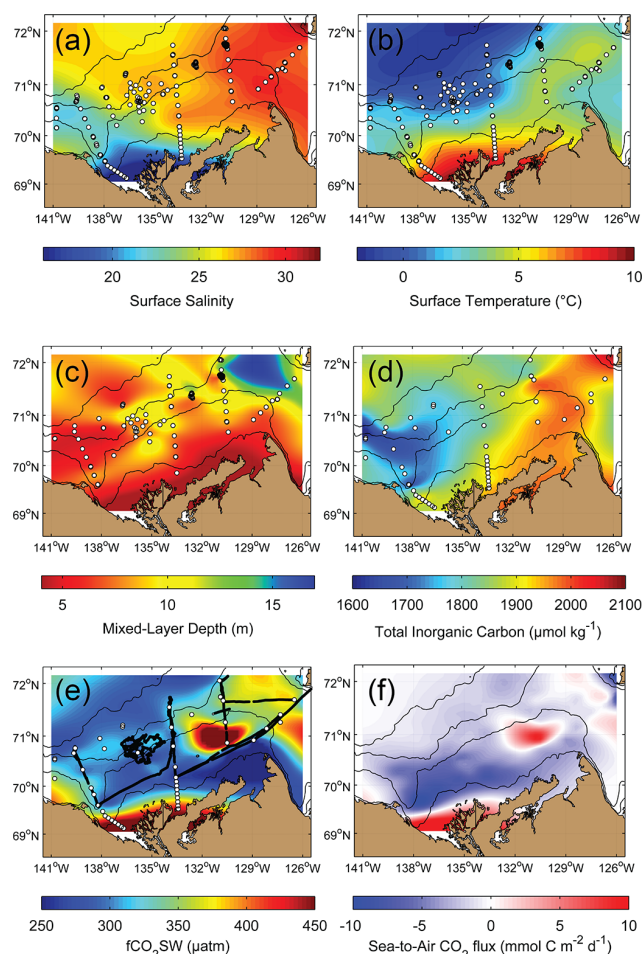 (a)
(b)
72°N
71°N
70°N
69°N
141°W 138°W 135°W 132°W 129°W 126°W
72°N
71°N
70°N
69°N
141°W 138°W 135°W 132°W 129°W 126°W
20 25 30
Surface Salinity
0 5 10
Surface Temperature (°C)
(c)
(d)
72°N
71°N
70°N
69°N
141°W 138°W 135°W 132°W 129°W 126°W
72°N
71°N
70°N
69°N
141°W 138°W 135°W 132°W 129°W 126°W
5 10 15
Mixed-Layer Depth (m)
1600 1700 1800 1900 2000 2100
Total Inorganic Carbon (μmol kg⁻¹)
(e)
(f)
72°N
71°N
70°N
69°N
141°W 138°W 135°W 132°W 129°W 126°W
72°N
71°N
70°N
69°N
141°W 138°W 135°W 132°W 129°W 126°W
250 300 350 400 450
fCO₂SW (μatm)
-10 -5 0 5 10
Sea-to-Air CO₂ flux (mmol C m⁻² d⁻¹)